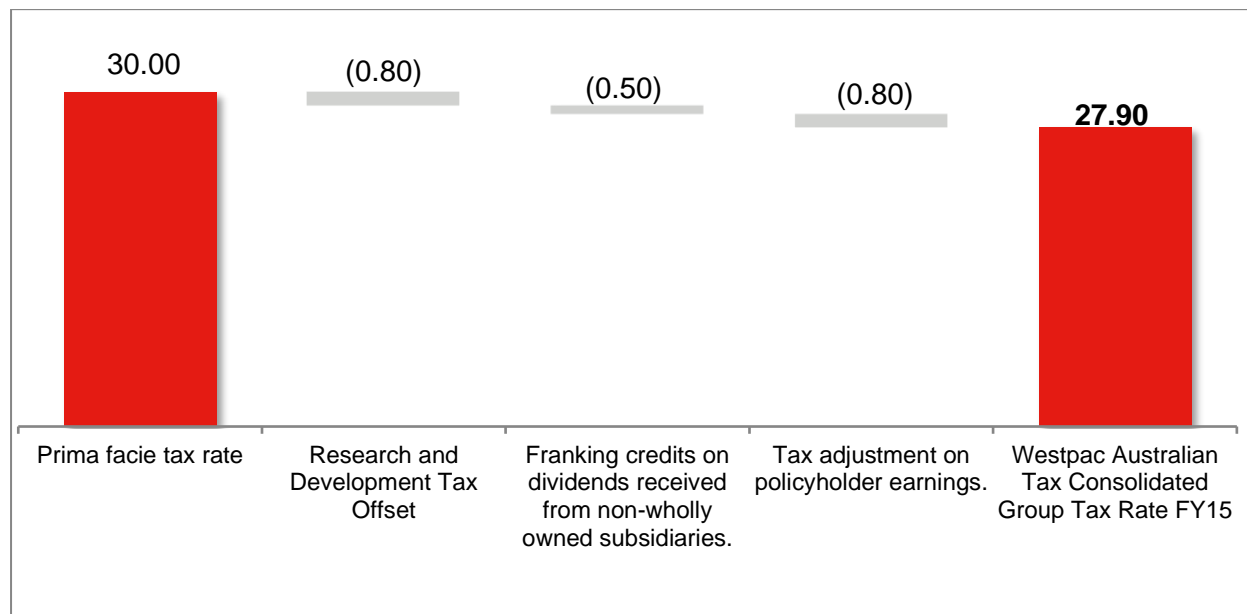 30.00
(0.80)
(0.50)
(0.80)
27.90
Prima facie tax rate
Research and
Development Tax
Offset
Franking credits on
dividends received
from non-wholly
owned subsidiaries.
Tax adjustment on
policyholder earnings.
Westpac Australian
Tax Consolidated
Group Tax Rate FY15